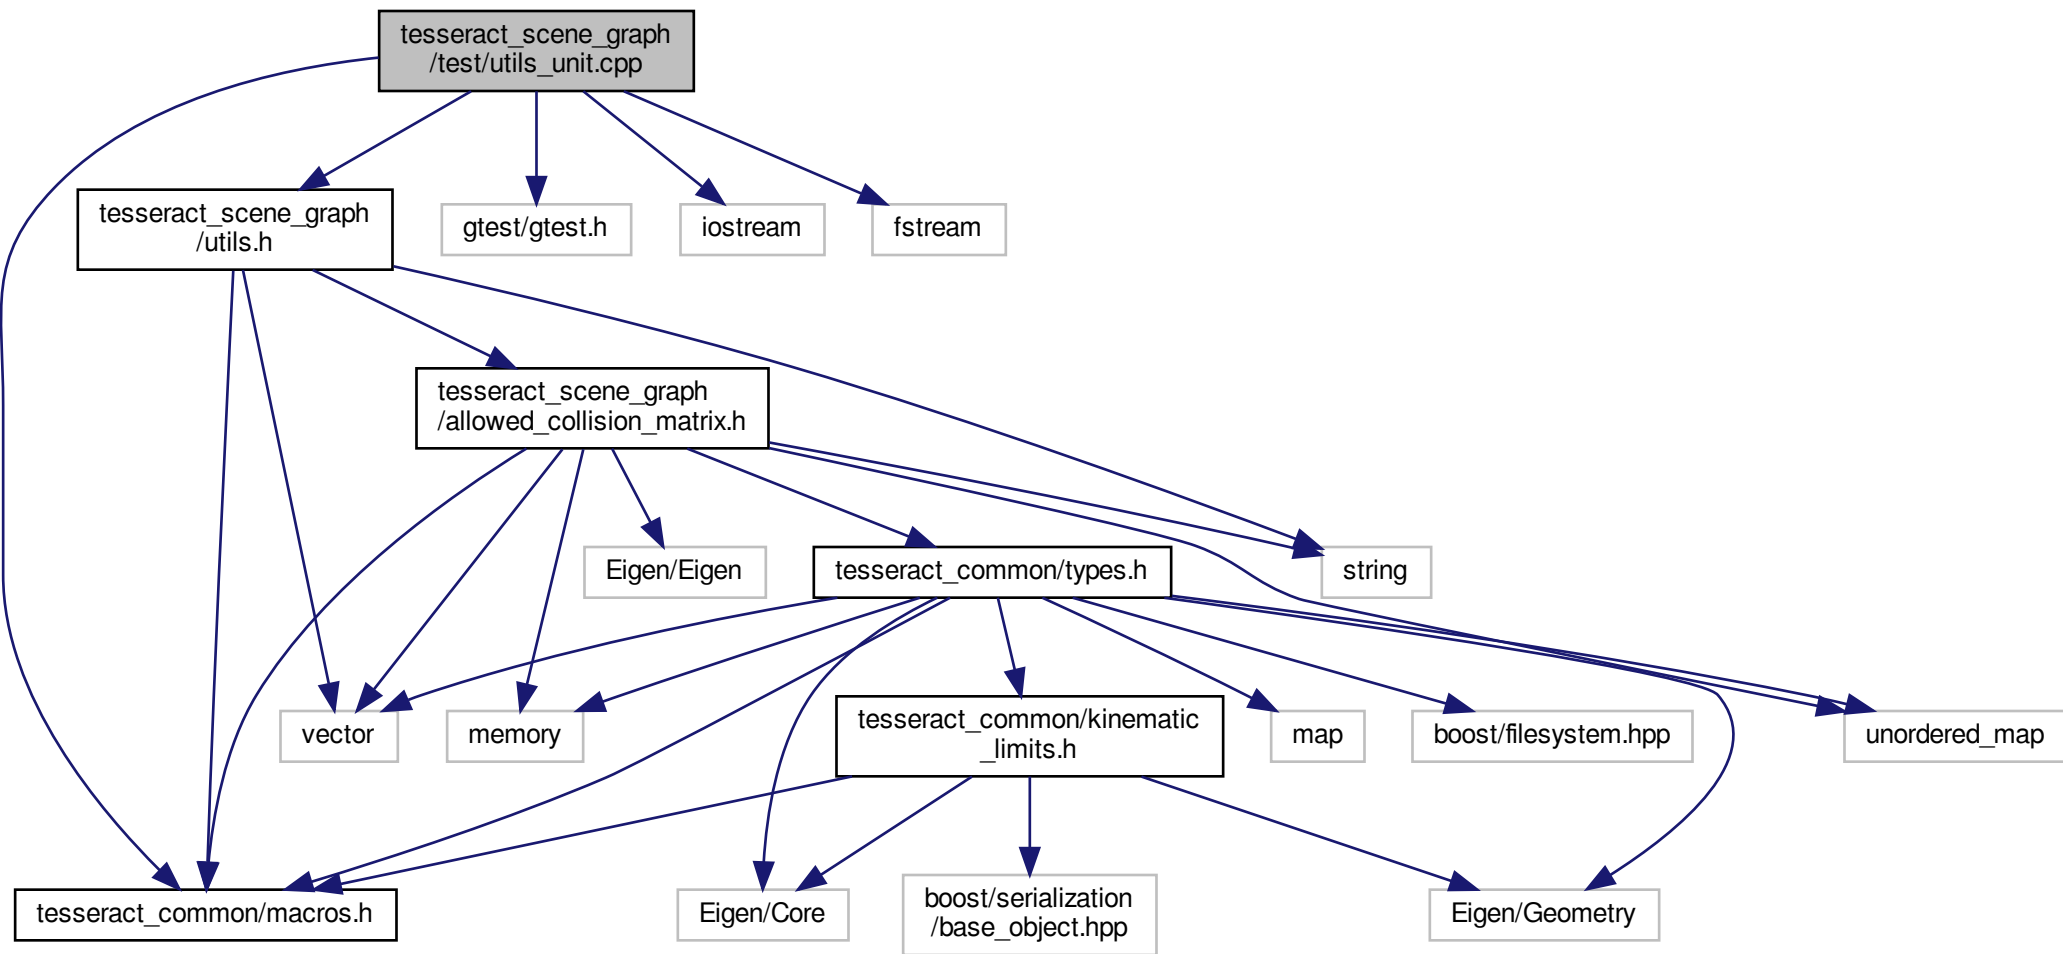 tesseract_scene_graph
/test/utils_unit.cpp
tesseract_scene_graph
/utils.h
gtest/gtest.h
iostream
fstream
tesseract_scene_graph
/allowed_collision_matrix.h
Eigen/Eigen
tesseract_common/types.h
string
vector
memory
tesseract_common/kinematic
_limits.h
map
boost/filesystem.hpp
unordered_map
tesseract_common/macros.h
Eigen/Core
boost/serialization
/base_object.hpp
Eigen/Geometry